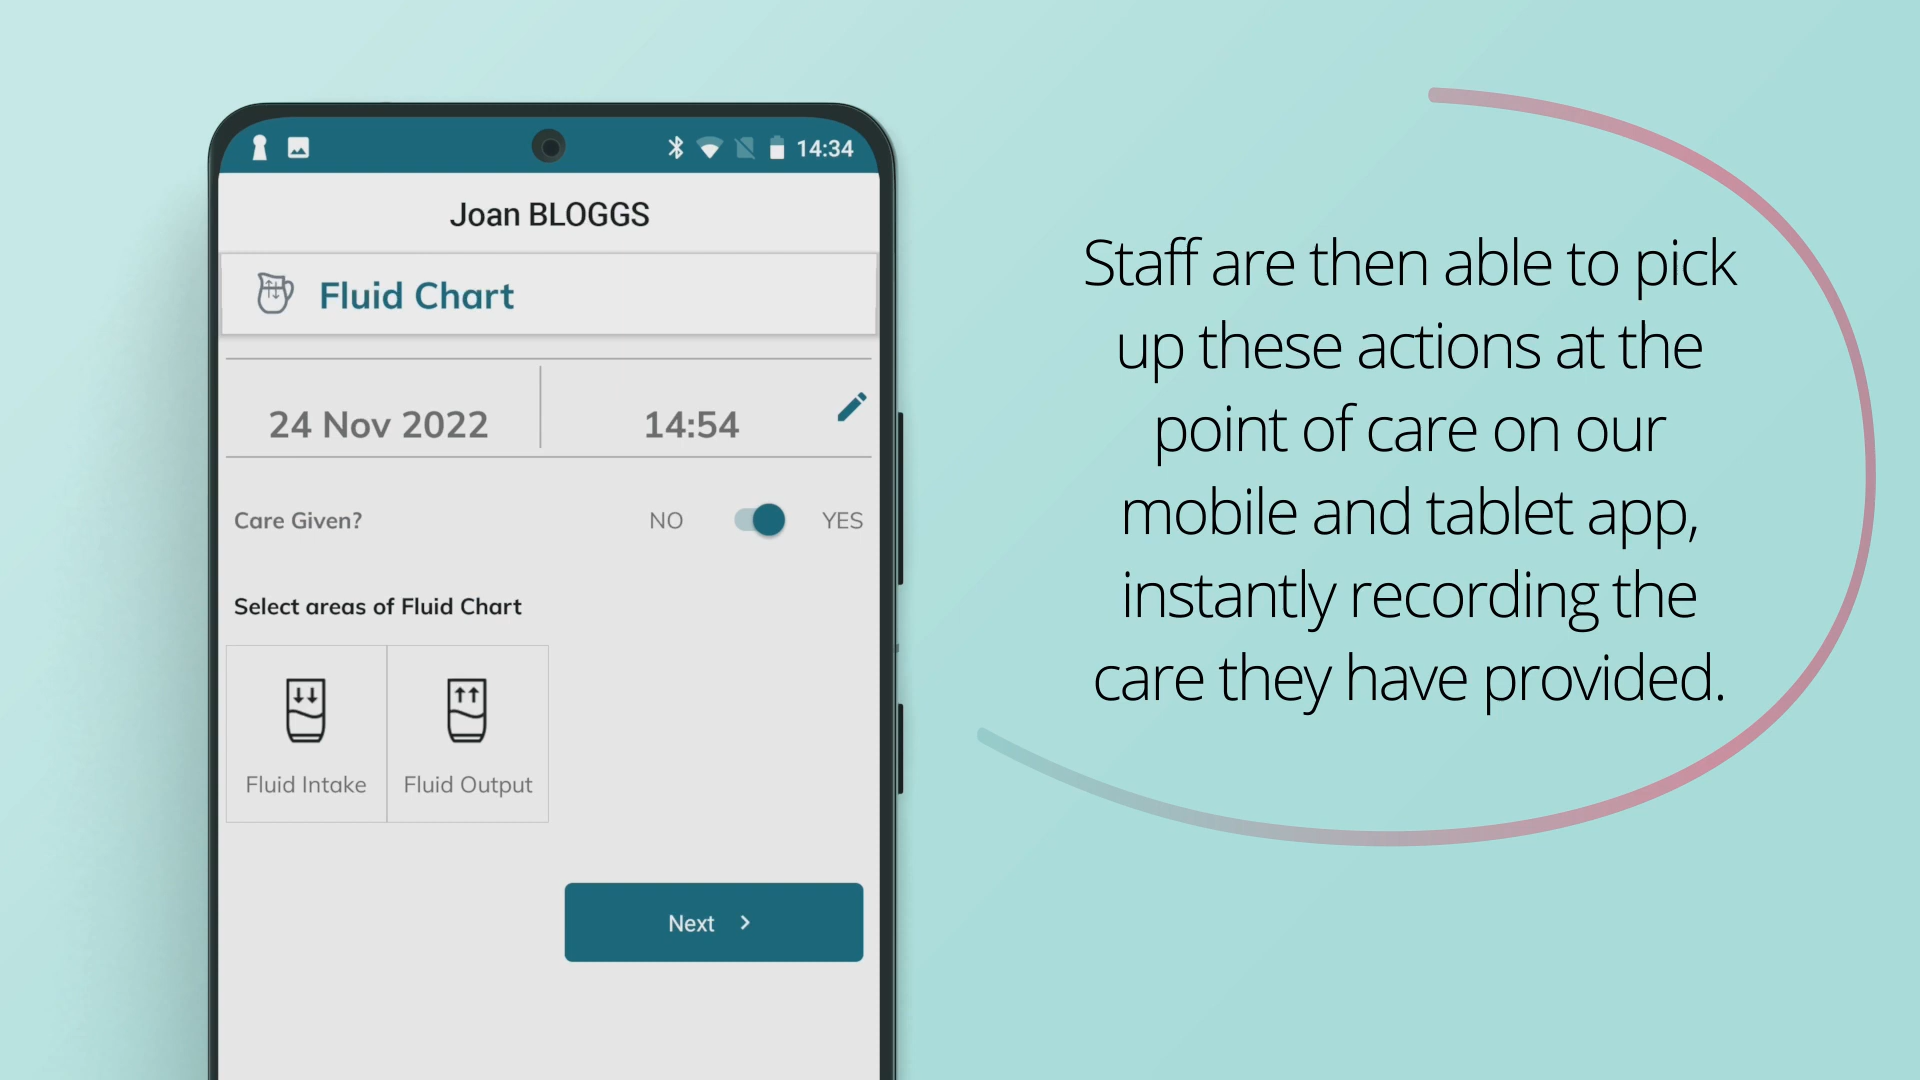 14:34
Joan BLOGGS
Fluid Chart
24 Nov 2022 14:54
Care Given? NO YES
Select areas of Fluid Chart
Fluid Intake Fluid Output
Next
Staff are then able to pick
up these actions at the
point of care on our
mobile and tablet app,
instantly recording the
care they have provided.